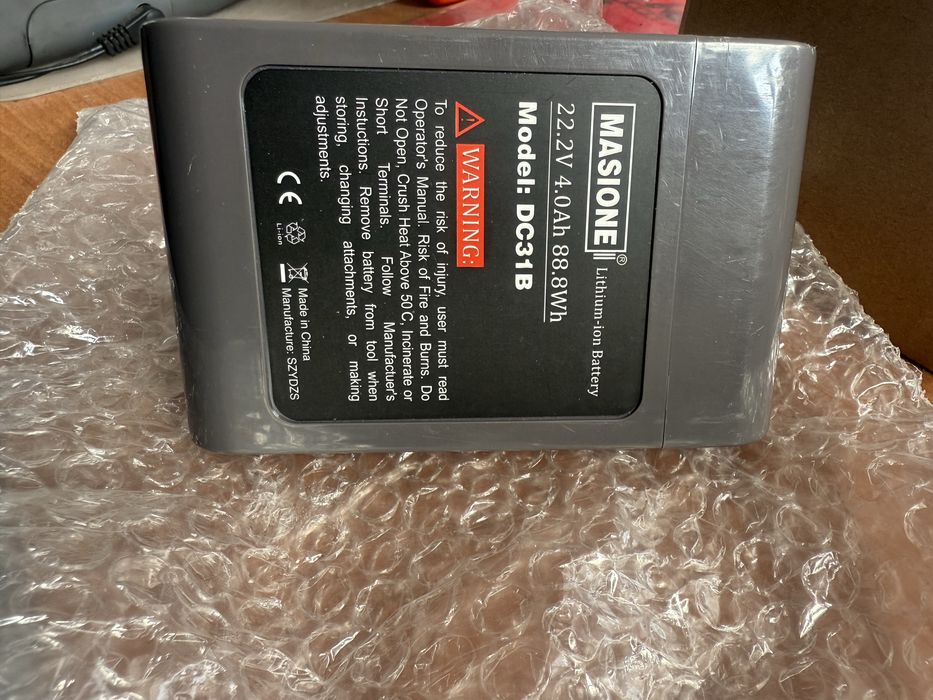 MASIONE® Lithium-ion Battery
22.2V 4.0Ah 88.8Wh
Model: DC31B
WARNING:
To reduce the risk of injury, user must read
Operator's Manual. Risk of Fire and Burns. Do
Not Open, Crush Heat Above 50℃, Incinerate or
Short Terminals. Follow Manufactuer's
Instuctions. Remove battery from tool when
storing, changing attachments, or making
adjustments.
CE
Li-ion
Made in China
Manufacture: SZYDZS